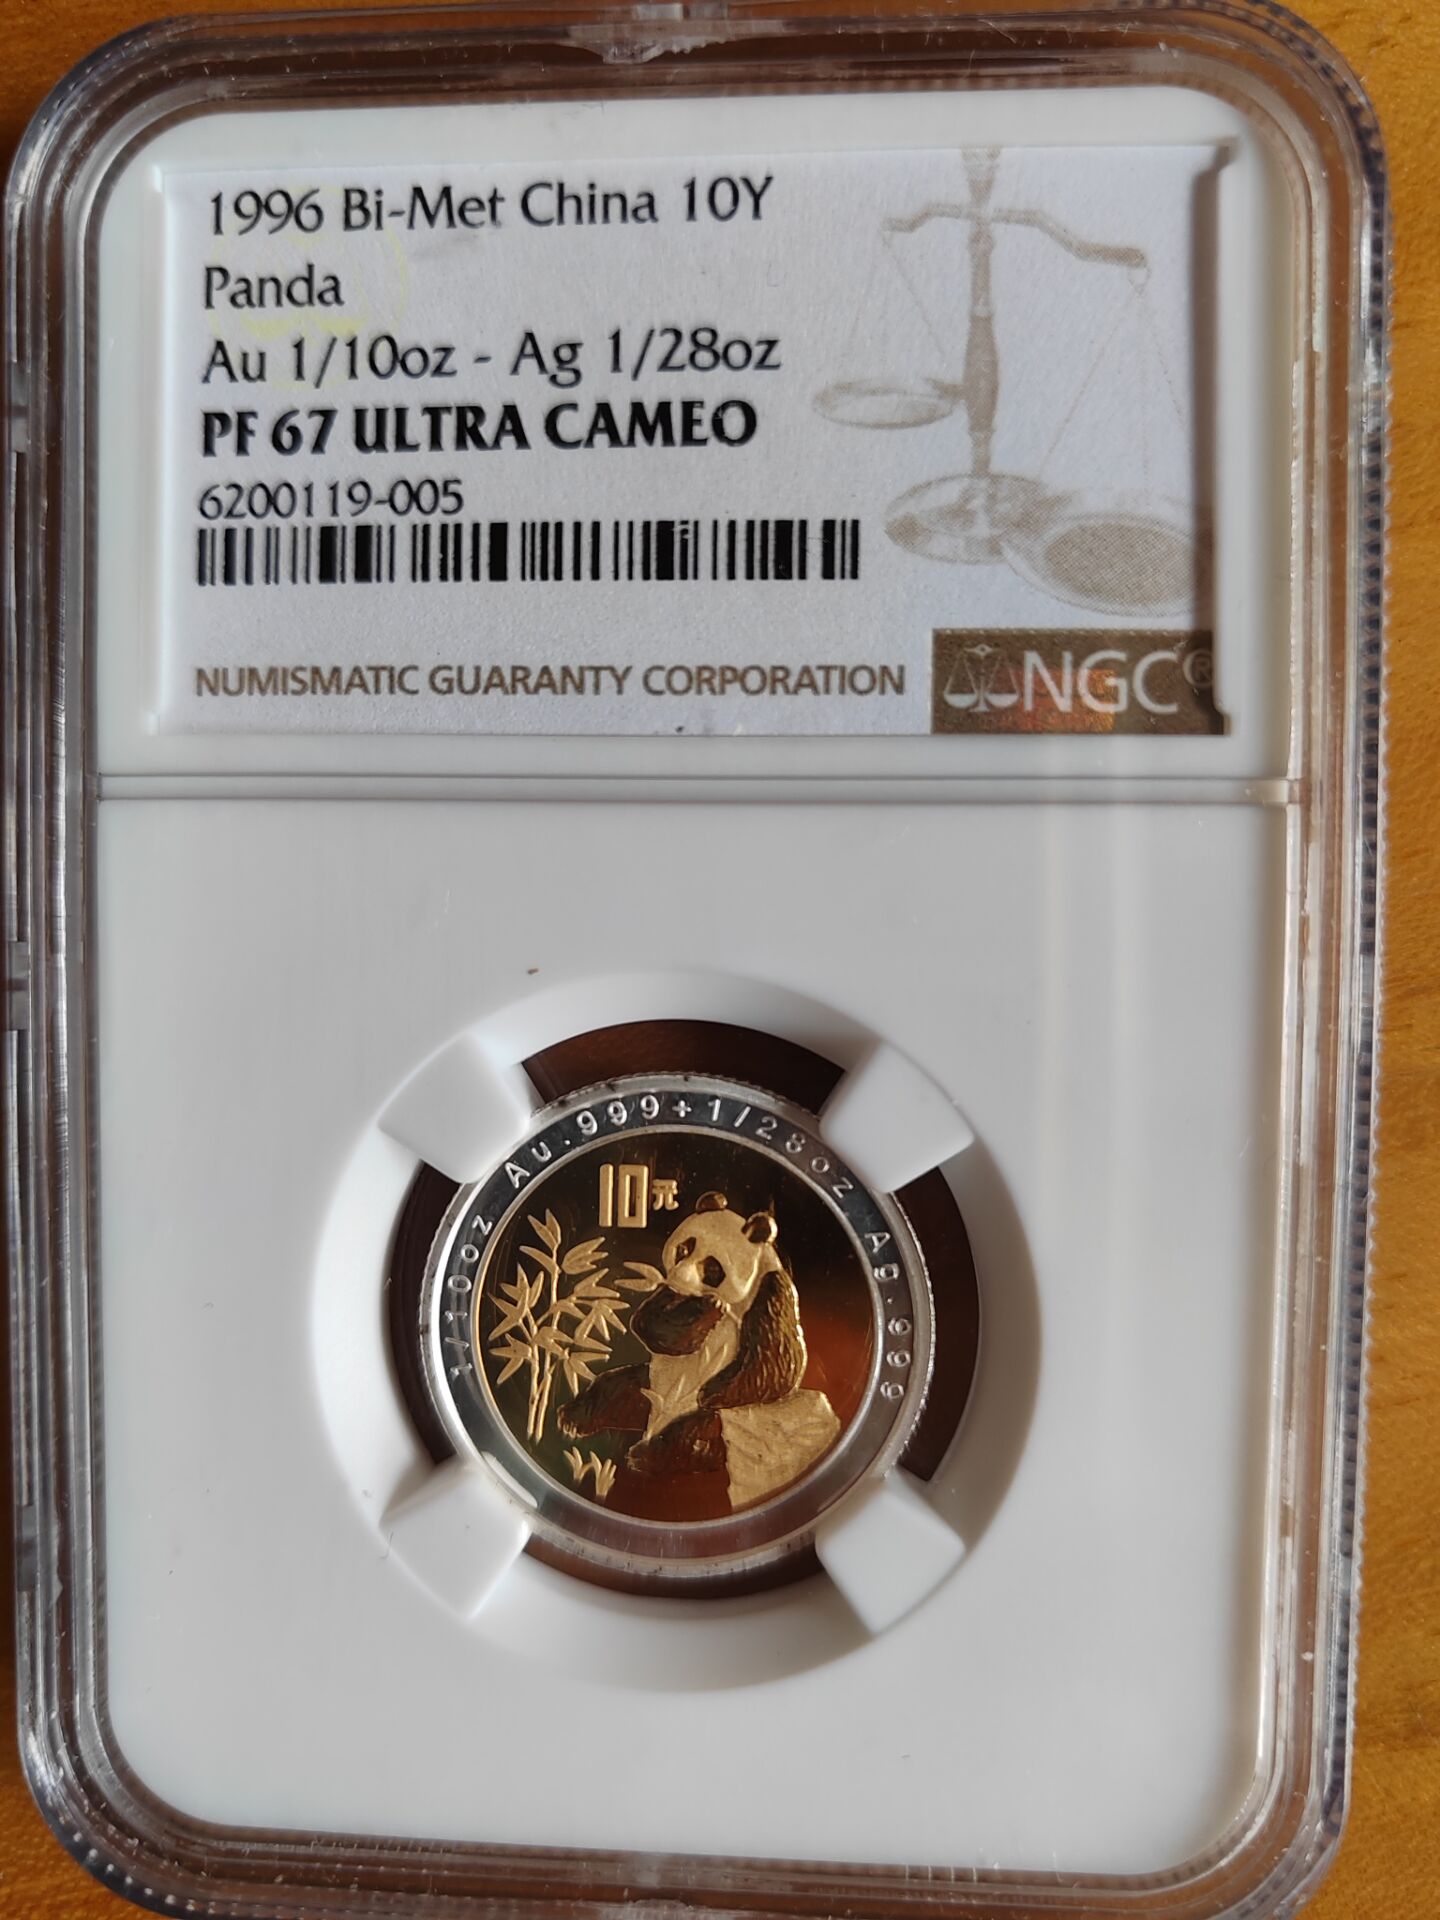 1996 Bi-Met China 10Y
Panda
Au 1/10oz - Ag 1/28oz
PF 67 ULTRA CAMEO
6200119-005
NUMISMATIC GUARANTY CORPORATION
NGC®
1/10oz Au.999+1/28oz Ag.999
10元